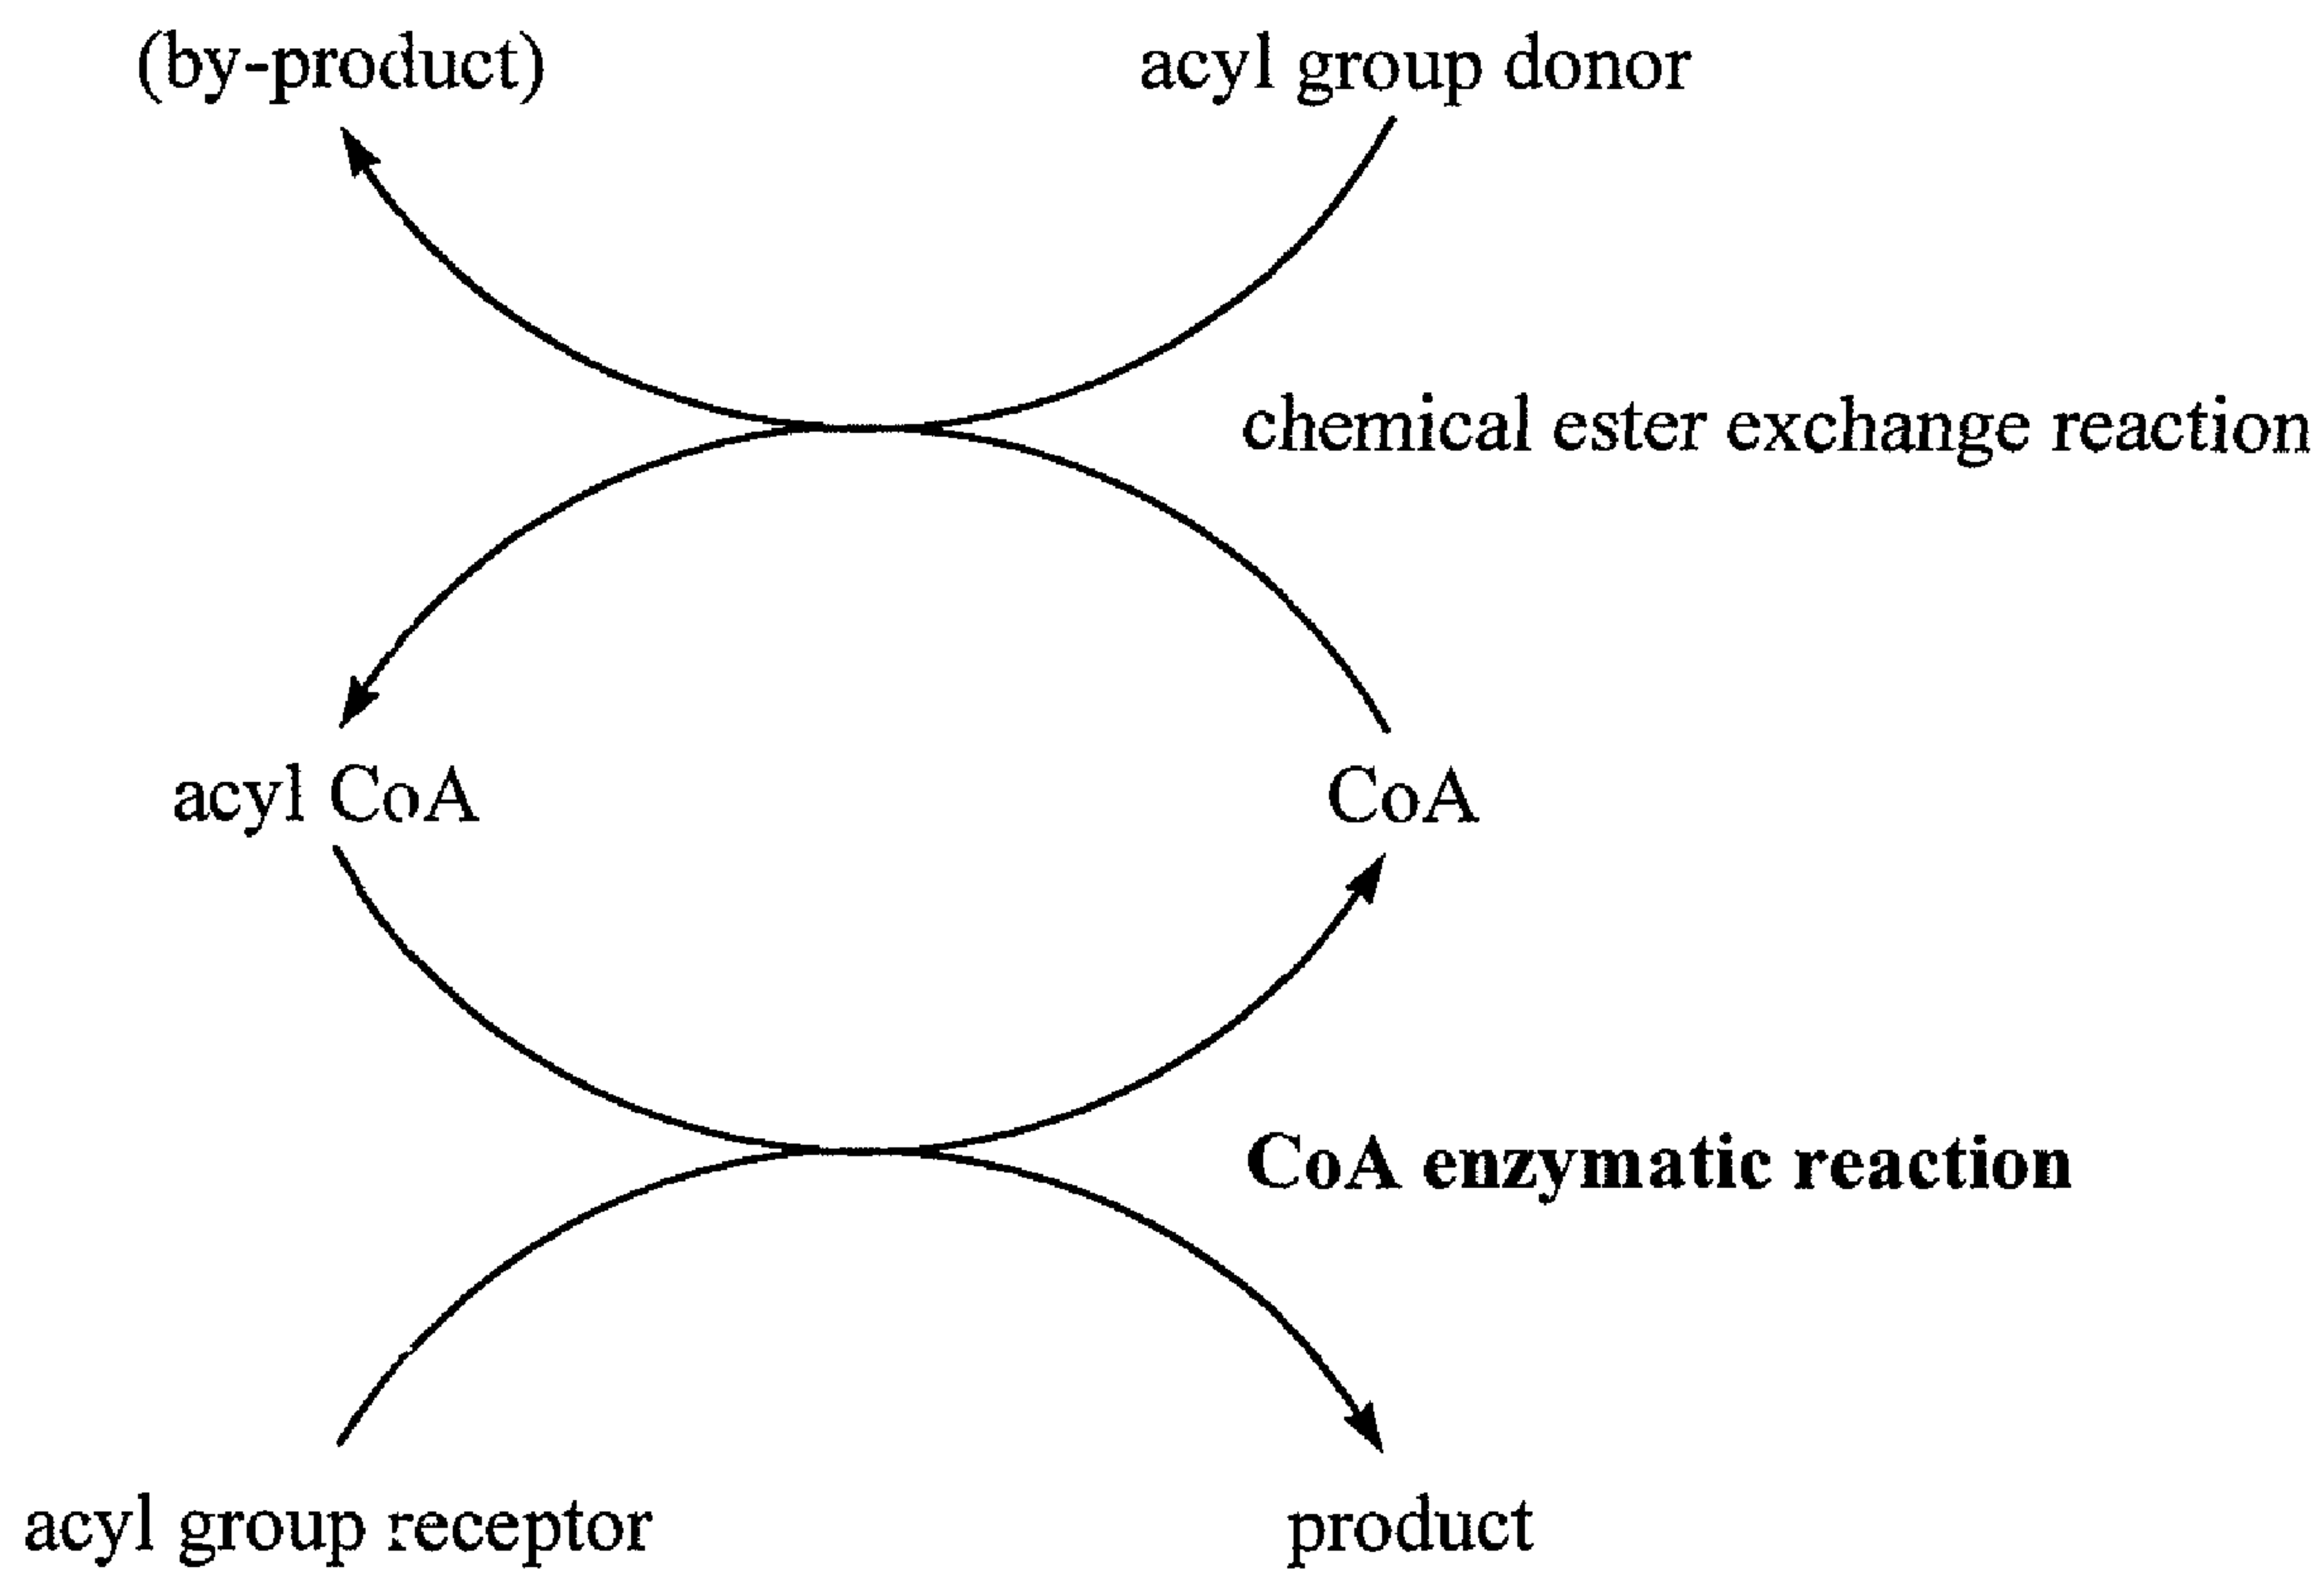 (by-product)
acyl group donor
chemical ester exchange reaction
acyl CoA
CoA
CoA enzymatic reaction
acyl group receptor
product